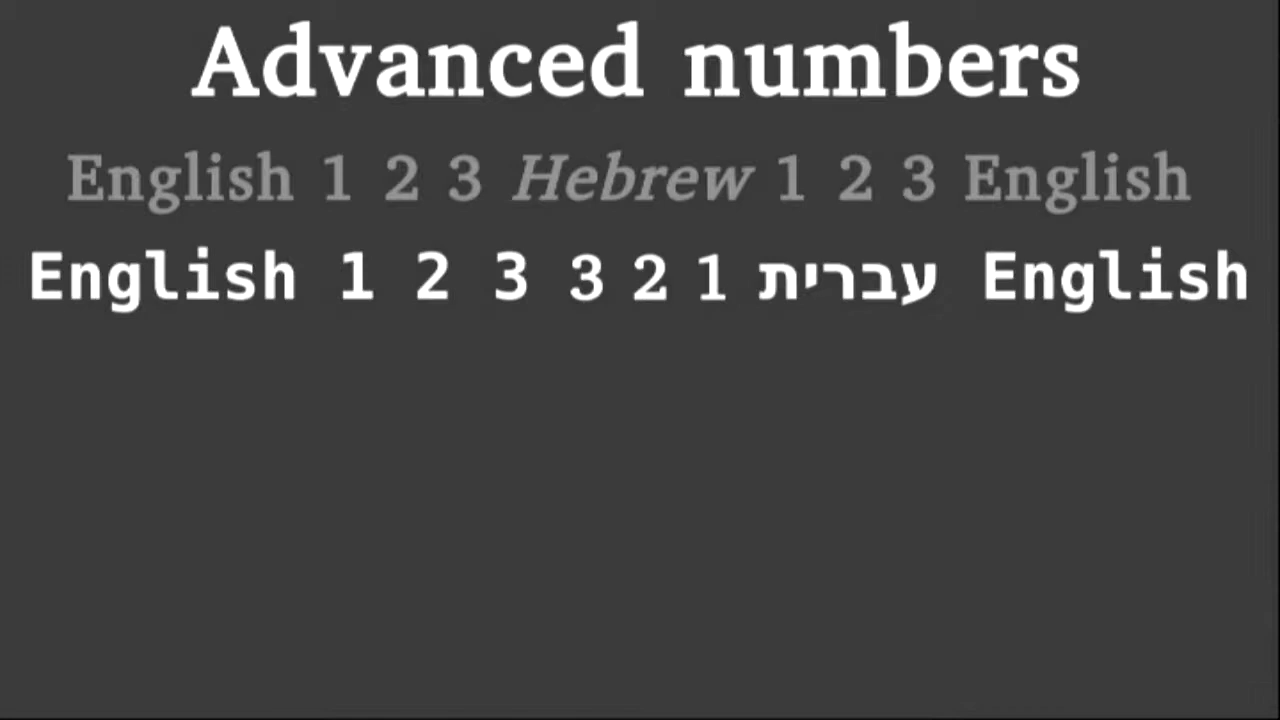 Advanced numbers
English 1 2 3 Hebrew 1 2 3 English
English 1 2 3 עברית 1 2 3 English